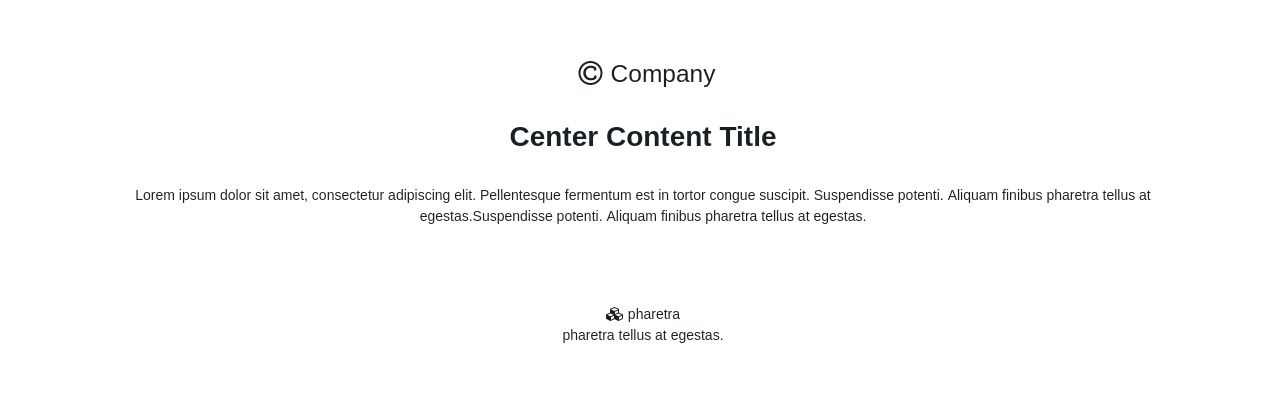 © Company
Center Content Title
Lorem ipsum dolor sit amet, consectetur adipiscing elit. Pellentesque fermentum est in tortor congue suscipit. Suspendisse potenti. Aliquam finibus pharetra tellus at
egestas.Suspendisse potenti. Aliquam finibus pharetra tellus at egestas.
pharetra
pharetra tellus at egestas.